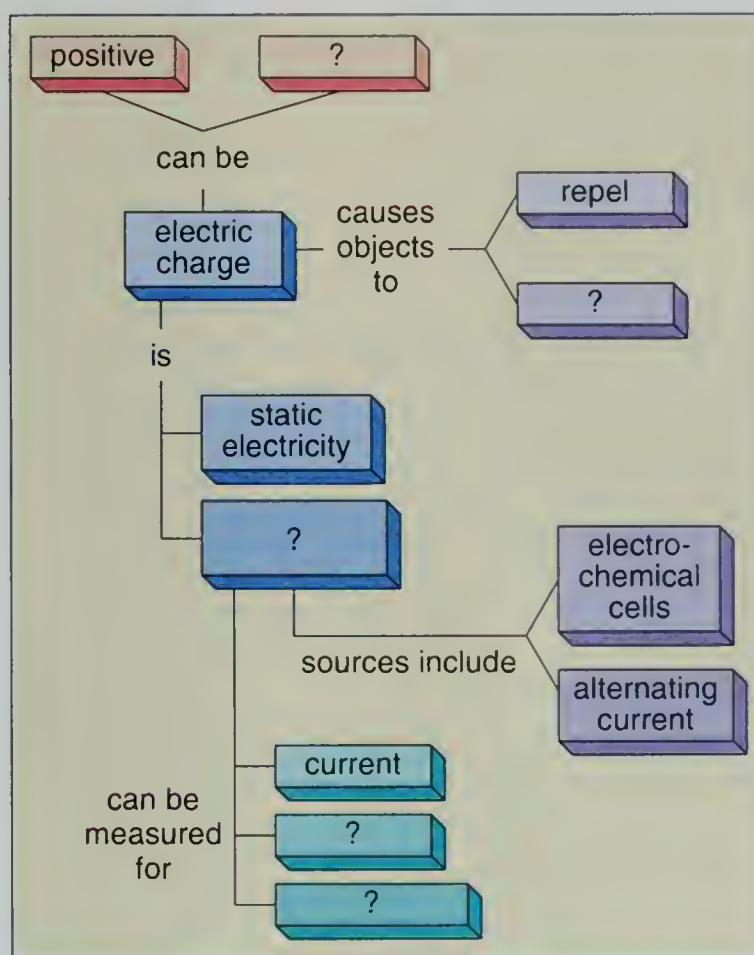 positive
?
can be
electric
charge
causes
objects
to
repel
?
is
static
electricity
?
electro-
chemical
cells
sources include
alternating
current
can be
measured
for
current
?
?